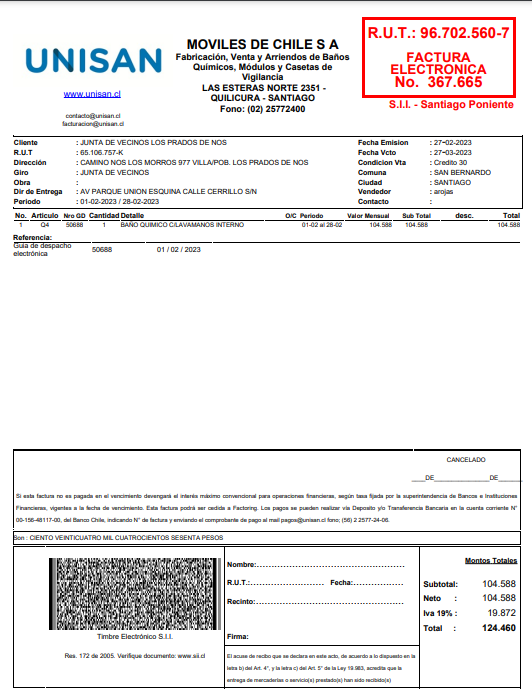 UNISAN
www.unisan.cl
contacto@unisan.cl
facturacion@unisan.cl
MOVILES DE CHILE S A
Fabricación, Venta y Arriendos de Baños
Químicos, Módulos y Casetas de
Vigilancia
LAS ESTERAS NORTE 2351 -
QUILICURA - SANTIAGO
Fono: (02) 25772400
R.U.T.: 96.702.560-7
FACTURA
ELECTRONICA
No. 367.665
S.I.I. - Santiago Poniente
Cliente : JUNTA DE VECINOS LOS PRADOS DE NOS Fecha Emision : 27-02-2023
R.U.T : 65.106.757-K Fecha Vcto : 27-03-2023
Dirección : CAMINO NOS LOS MORROS 977 VILLA/POB. LOS PRADOS DE NOS Condicion Vta : Credito 30
Giro : JUNTA DE VECINOS Comuna : SAN BERNARDO
Obra : Ciudad : SANTIAGO
Dir de Entrega : AV PARQUE UNION ESQUINA CALLE CERRILLO S/N Vendedor : arojas
Periodo : 01-02-2023 / 28-02-2023 Contacto :
No. Articulo Nro GD Cantidad Detalle O/C Periodo Valor Mensual Sub Total desc. Total
1 Q4 50688 1 BAÑO QUIMICO C/LAVAMANOS INTERNO 01-02 al 28-02 104.588 104.588 104.588
Referencia:
Guía de despacho electrónica 50688 01 / 02 / 2023
CANCELADO
____DE______________DE______
Si esta factura no es pagada en el vencimiento devengará el interés máximo convencional para operaciones financieras, según tasa fijada por la superintendencia de Bancos e Instituciones
Financieras, vigentes a la fecha de vencimiento. Esta factura podrá ser cedida a Factoring. Los pagos se pueden realizar vía Deposito y/o Transferencia Bancaria en la cuenta corriente N°
00-156-48117-00, del Banco Chile, indicando N° de factura y enviando el comprobante de pago al mail pagos@unisan.cl fono; (56) 2 2577-24-06.
Son : CIENTO VEINTICUATRO MIL CUATROCIENTOS SESENTA PESOS
Timbre Electrónico S.I.I.
Res. 172 de 2005. Verifique documento: www.sii.cl
Nombre:........................................
R.U.T.:.................... Fecha:....................
Recinto:........................................
Firma:
El acuse de recibo que se declara en este acto, de acuerdo a lo dispuesto en la
letra b) del Art. 4°, y la letra c) del Art. 5° de la Ley 19.983, acredita que la
entrega de mercaderías o servicio(s) prestado(s) han sido recibido(s)
Montos Totales
Subtotal: 104.588
Neto : 104.588
Iva 19% : 19.872
Total : 124.460